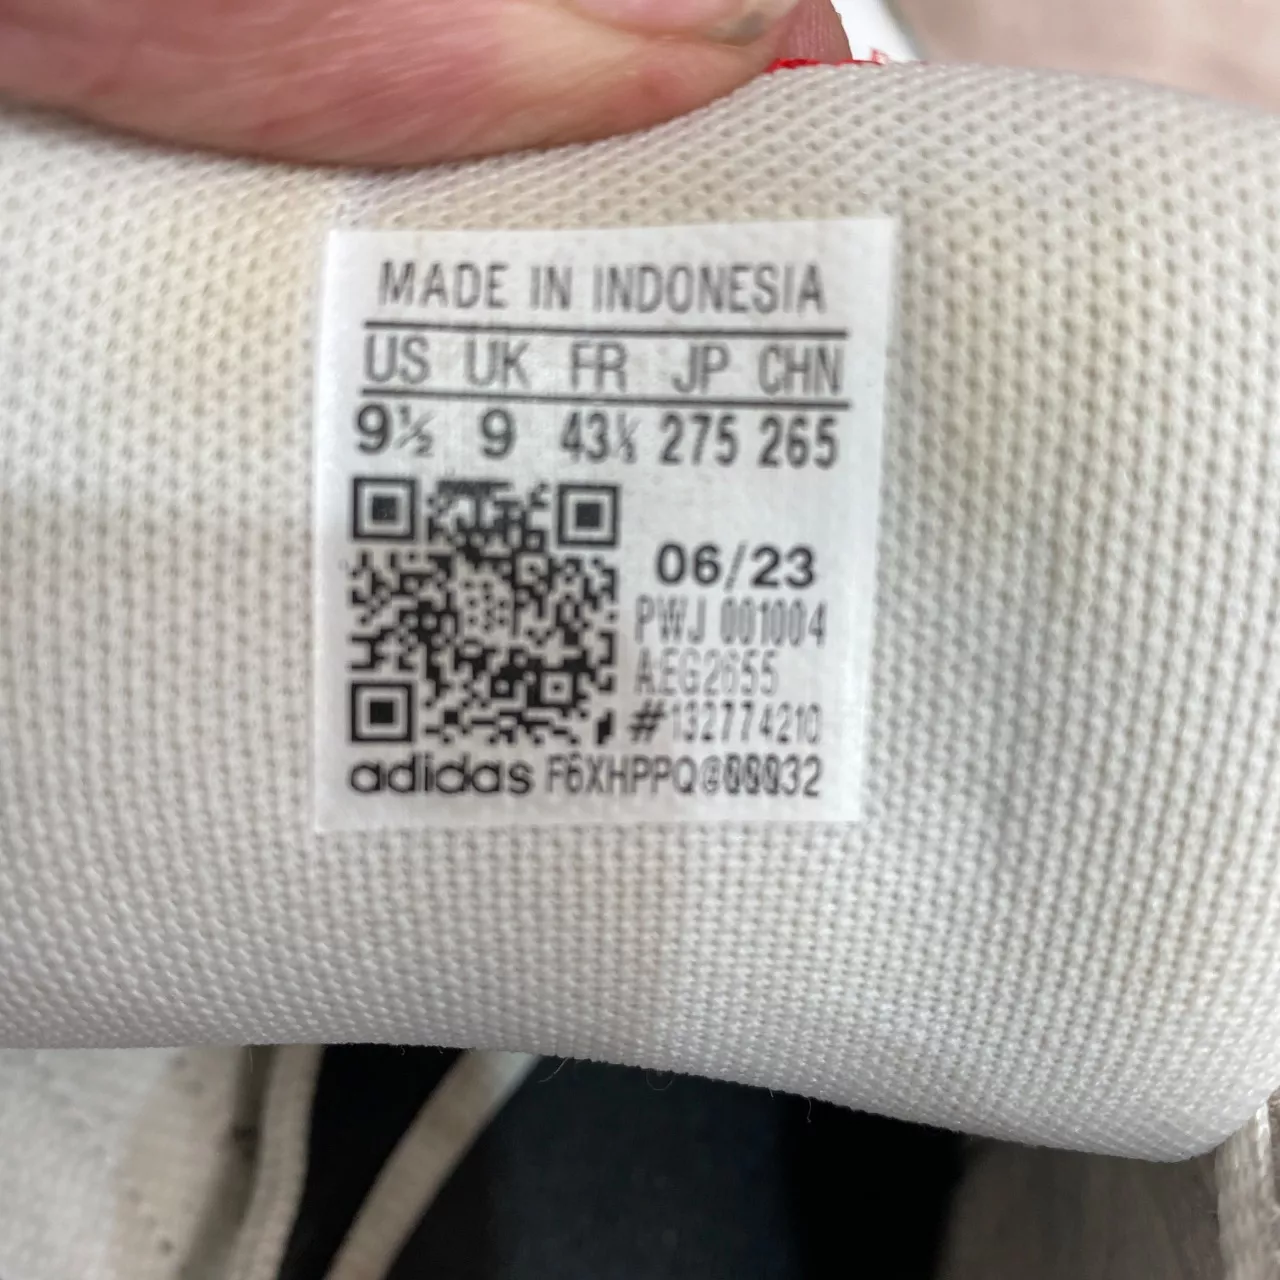 MADE IN INDONESIA
US UK FR JP CHN
9½ 9 43⅓ 275 265
06/23
PWJ 001004
AEG2655
#132774210
adidas F6XHPPQ@00032